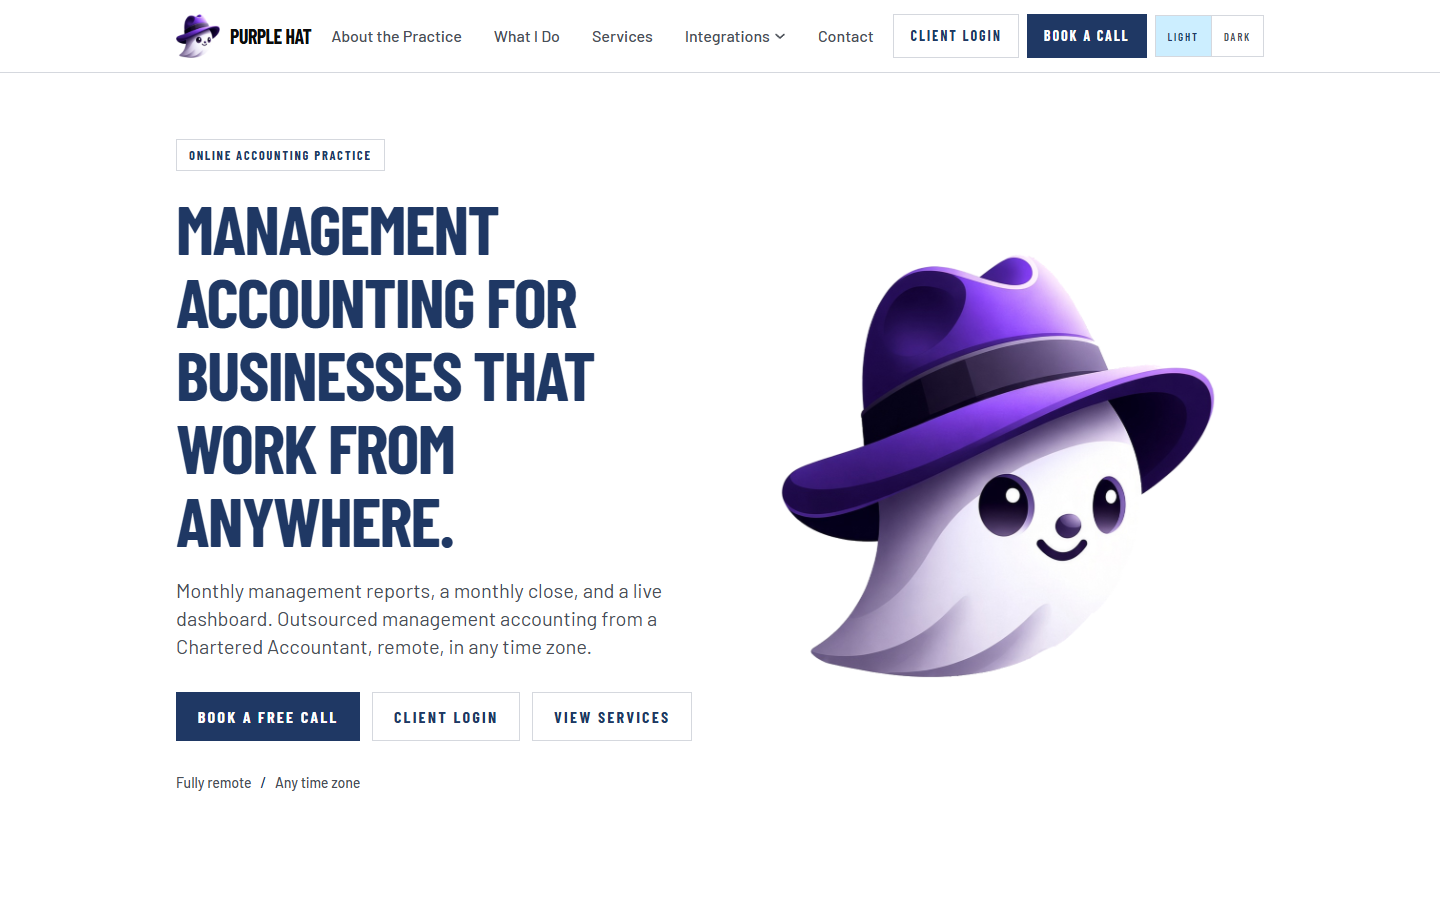 PURPLE HAT
About the Practice
What I Do
Services
Integrations
Contact
CLIENT LOGIN
BOOK A CALL
LIGHT
DARK
ONLINE ACCOUNTING PRACTICE
MANAGEMENT
ACCOUNTING FOR
BUSINESSES THAT
WORK FROM
ANYWHERE.
Monthly management reports, a monthly close, and a live
dashboard. Outsourced management accounting from a
Chartered Accountant, remote, in any time zone.
BOOK A FREE CALL
CLIENT LOGIN
VIEW SERVICES
Fully remote / Any time zone